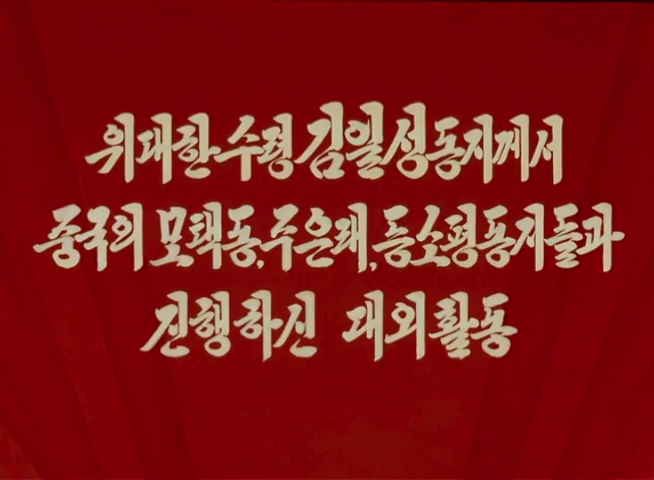 위대한 수령 김일성동지께서
중국의 모택동, 주은래, 등소평동지들과
진행하신 대외활동